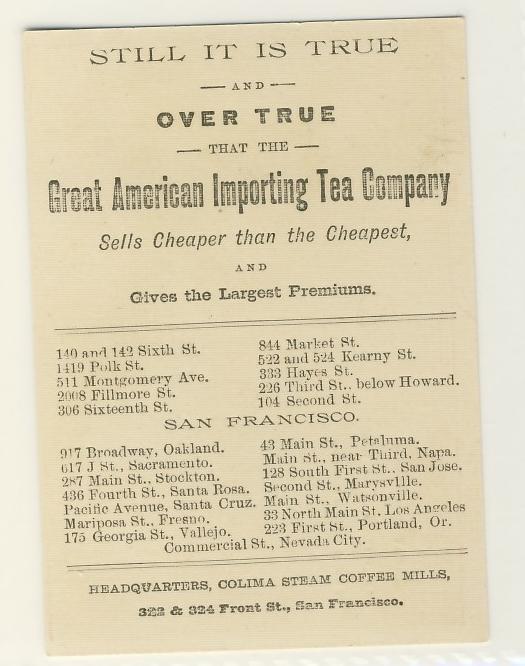 STILL IT IS TRUE
— AND —
OVER TRUE
— THAT THE —
Great American Importing Tea Company
Sells Cheaper than the Cheapest,
AND
Gives the Largest Premiums.
140 and 142 Sixth St.
1419 Polk St.
511 Montgomery Ave.
2008 Fillmore St.
306 Sixteenth St.
844 Market St.
522 and 524 Kearny St.
333 Hayes St.
226 Third St., below Howard.
104 Second St.
SAN FRANCISCO.
917 Broadway, Oakland.
617 J St., Sacramento.
287 Main St., Stockton.
436 Fourth St., Santa Rosa.
Pacific Avenue, Santa Cruz.
Mariposa St., Fresno.
175 Georgia St., Vallejo.
43 Main St., Petaluma.
Main St., near Third, Napa.
128 South First St., San Jose.
Second St., Marysville.
Main St., Watsonville.
33 North Main St. Los Angeles
223 First St., Portland, Or.
Commercial St., Nevada City.
HEADQUARTERS, COLIMA STEAM COFFEE MILLS,
322 & 324 Front St., San Francisco.